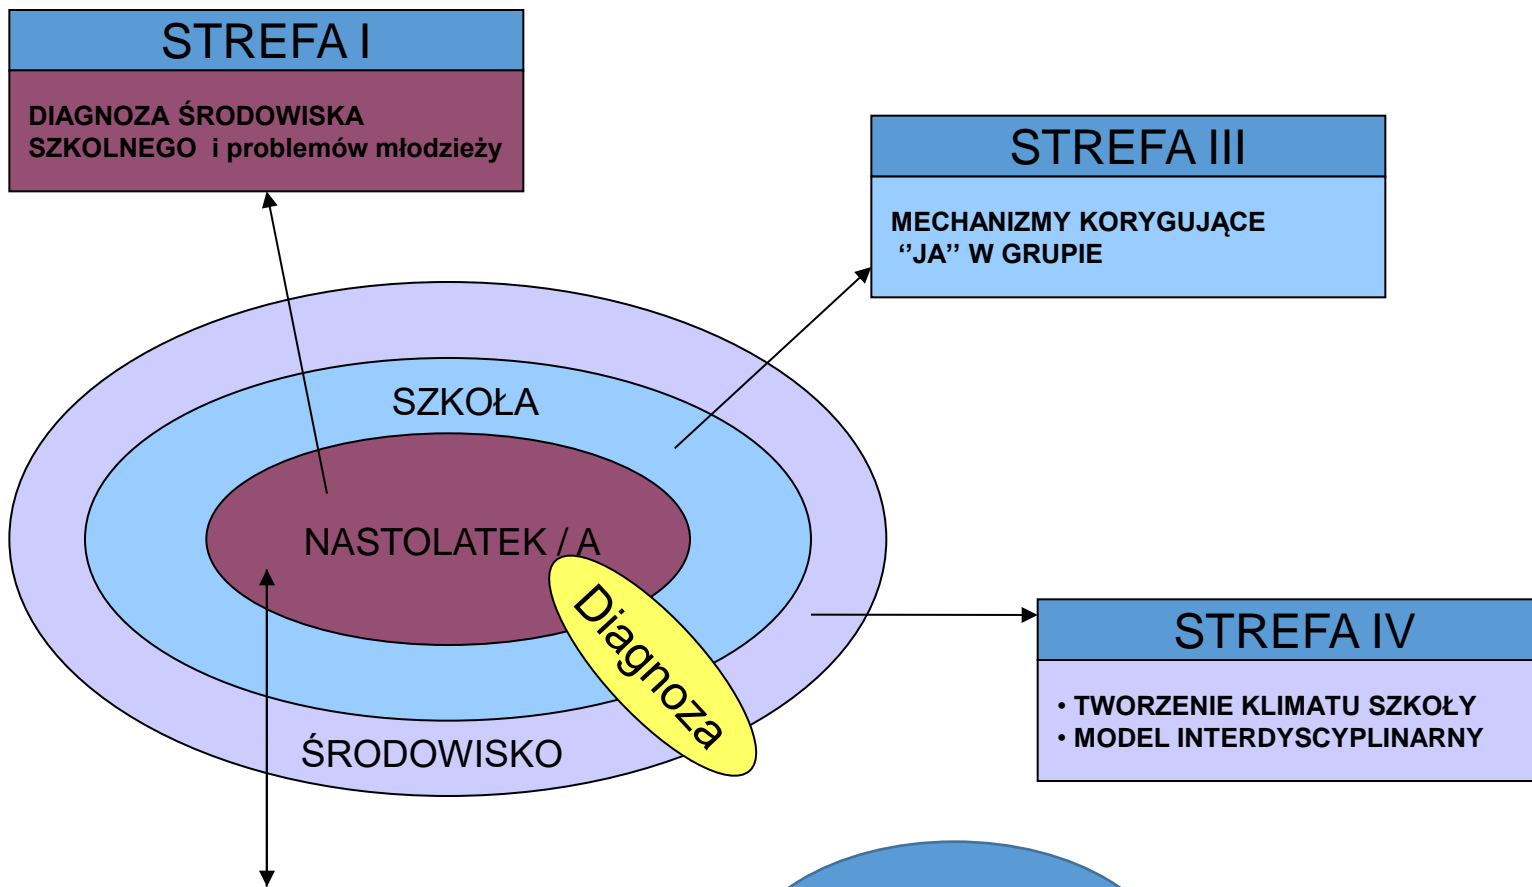 STREFA I
DIAGNOZA ŚRODOWISKA
SZKOLNEGO i problemów młodzieży
STREFA III
MECHANIZMY KORYGUJĄCE
‘’JA’’ W GRUPIE
SZKOŁA
NASTOLATEK / A
Diagnoza
ŚRODOWISKO
STREFA IV
• TWORZENIE KLIMATU SZKOŁY
• MODEL INTERDYSCYPLINARNY